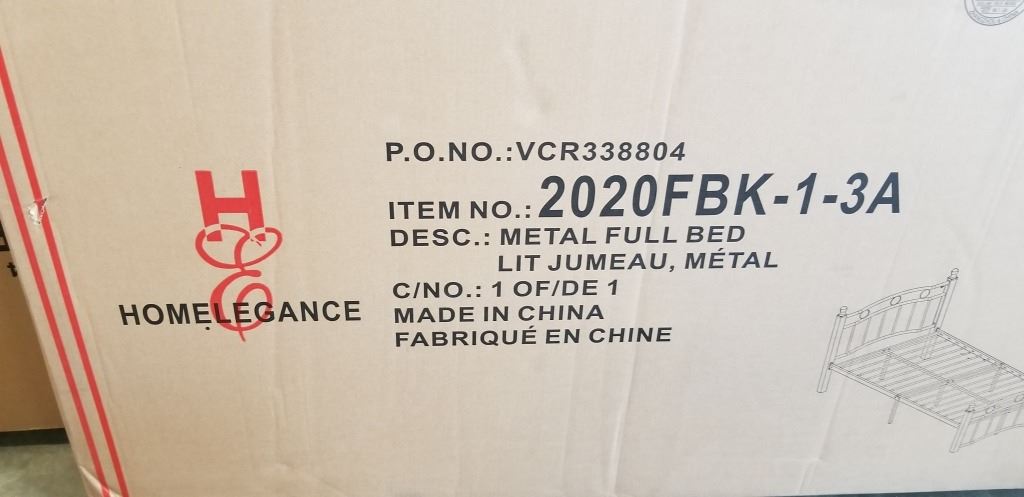 P.O.NO.:VCR338804
ITEM NO.: 2020FBK-1-3A
DESC.: METAL FULL BED
LIT JUMEAU, MÉTAL
C/NO.: 1 OF/DE 1
MADE IN CHINA
FABRIQUÉ EN CHINE
H
E
HOMELEGANCE